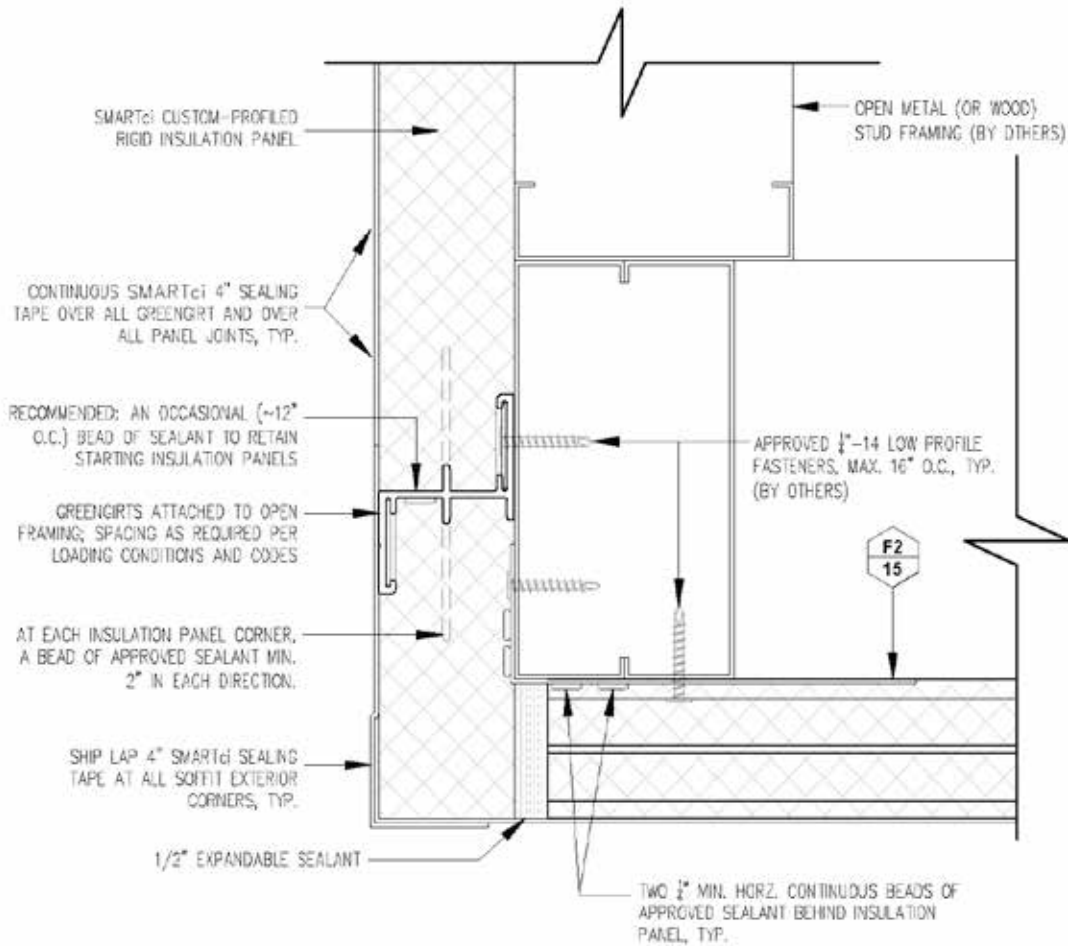 SMARTci CUSTOM-PROFILED
RIGID INSULATION PANEL
OPEN METAL (OR WOOD)
STUD FRAMING (BY OTHERS)
CONTINUOUS SMARTci 4" SEALING
TAPE OVER ALL GREENGIRT AND OVER
ALL PANEL JOINTS, TYP.
RECOMMENDED: AN OCCASIONAL (~12"
O.C.) BEAD OF SEALANT TO RETAIN
STARTING INSULATION PANELS
APPROVED ¼"-14 LOW PROFILE
FASTENERS, MAX. 16" O.C., TYP.
(BY OTHERS)
GREENGIRTS ATTACHED TO OPEN
FRAMING; SPACING AS REQUIRED PER
LOADING CONDITIONS AND CODES
F2
15
AT EACH INSULATION PANEL CORNER,
A BEAD OF APPROVED SEALANT MIN.
2" IN EACH DIRECTION.
SHIP LAP 4" SMARTci SEALING
TAPE AT ALL SOFFIT EXTERIOR
CORNERS, TYP.
1/2" EXPANDABLE SEALANT
TWO MIN. HORZ. CONTINUOUS BEADS OF
APPROVED SEALANT BEHIND INSULATION
PANEL, TYP.